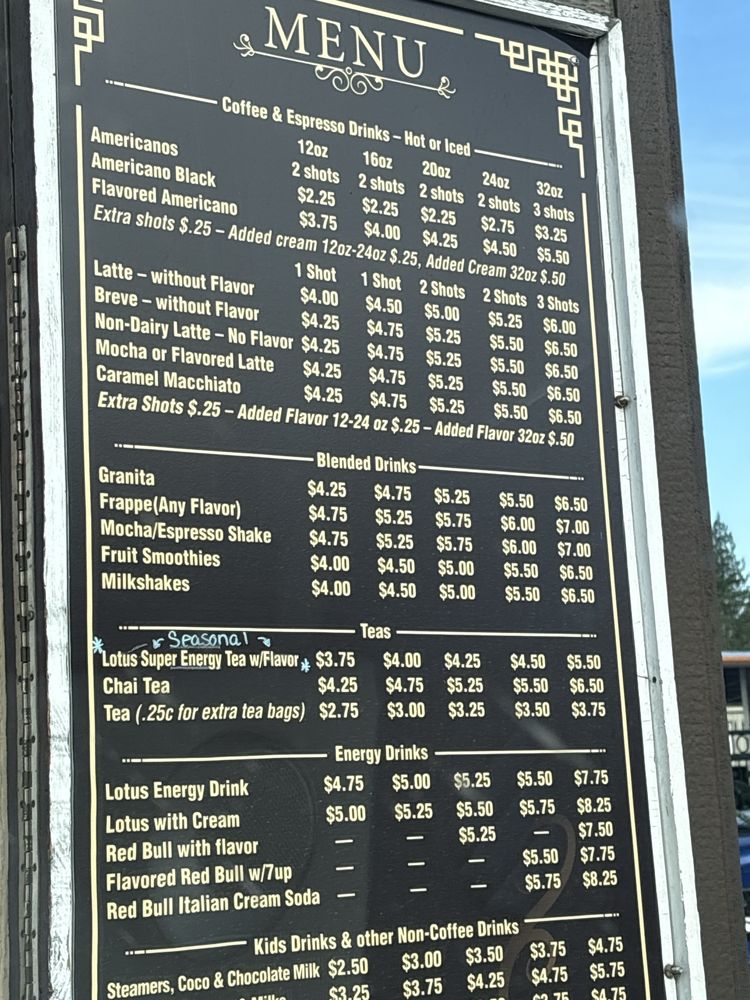 MENU
Coffee & Espresso Drinks – Hot or Iced
Americanos 12oz 16oz 20oz 24oz 32oz
2 shots 2 shots 2 shots 2 shots 3 shots
Americano Black $2.25 $2.25 $2.25 $2.75 $3.25
Flavored Americano $3.75 $4.00 $4.25 $4.50 $5.50
Extra shots $.25 – Added cream 12oz-24oz $.25, Added Cream 32oz $.50
1 Shot 1 Shot 2 Shots 2 Shots 3 Shots
Latte – without Flavor $4.00 $4.50 $5.00 $5.25 $6.00
Breve – without Flavor $4.25 $4.75 $5.25 $5.50 $6.50
Non-Dairy Latte – No Flavor $4.25 $4.75 $5.25 $5.50 $6.50
Mocha or Flavored Latte $4.25 $4.75 $5.25 $5.50 $6.50
Caramel Macchiato $4.25 $4.75 $5.25 $5.50 $6.50
Extra Shots $.25 – Added Flavor 12-24 oz $.25 – Added Flavor 32oz $.50
Blended Drinks
Granita $4.25 $4.75 $5.25 $5.50 $6.50
Frappe(Any Flavor) $4.75 $5.25 $5.75 $6.00 $7.00
Mocha/Espresso Shake $4.75 $5.25 $5.75 $6.00 $7.00
Fruit Smoothies $4.00 $4.50 $5.00 $5.50 $6.50
Milkshakes $4.00 $4.50 $5.00 $5.50 $6.50
Teas
Seasonal
*Lotus Super Energy Tea w/Flavor* $3.75 $4.00 $4.25 $4.50 $5.50
Chai Tea $4.25 $4.75 $5.25 $5.50 $6.50
Tea (.25c for extra tea bags) $2.75 $3.00 $3.25 $3.50 $3.75
Energy Drinks
Lotus Energy Drink $4.75 $5.00 $5.25 $5.50 $7.75
Lotus with Cream $5.00 $5.25 $5.50 $5.75 $8.25
Red Bull with flavor — — $5.25 — $7.50
Flavored Red Bull w/7up — — — $5.50 $7.75
Red Bull Italian Cream Soda — — — $5.75 $8.25
Kids Drinks & other Non-Coffee Drinks
Steamers, Coco & Chocolate Milk $2.50 $3.00 $3.50 $3.75 $4.75
$3.25 $3.75 $4.25 $4.75 $5.75
$4.75